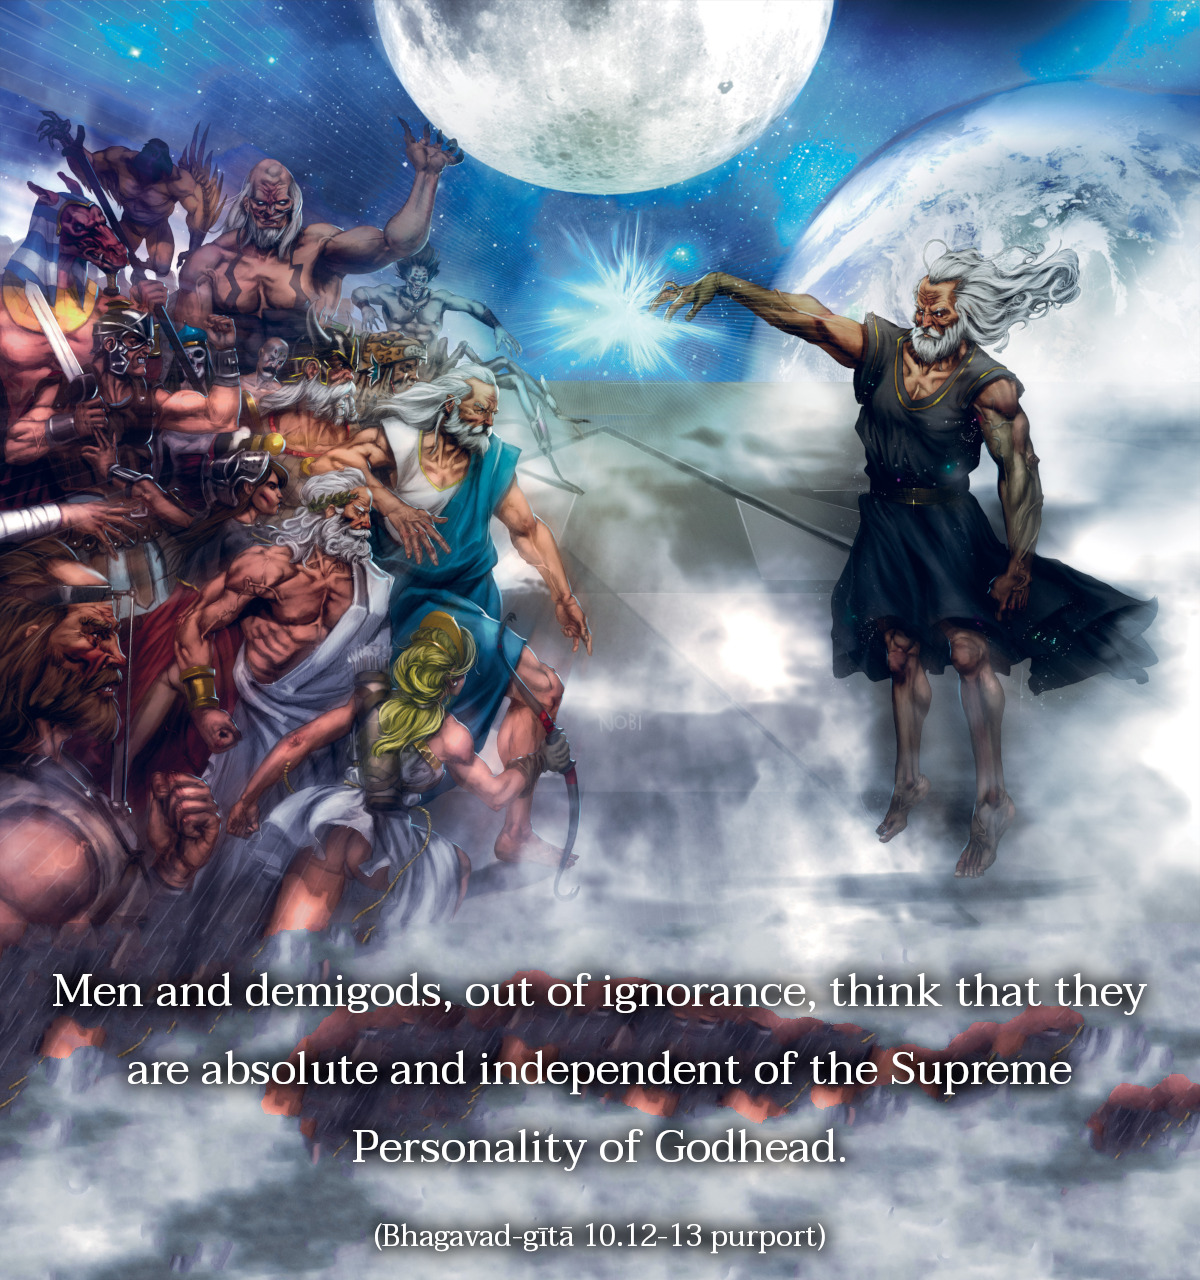 NOBI
Men and demigods, out of ignorance, think that they
are absolute and independent of the Supreme
Personality of Godhead.
(Bhagavad-gītā 10.12-13 purport)